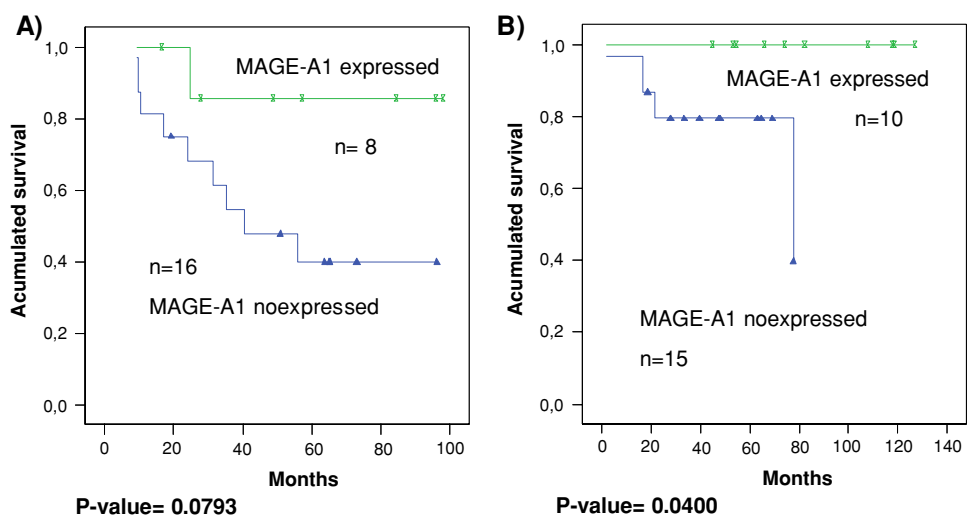 A)
Acumulated survival
1,0
0,8
0,6
0,4
0,2
0,0
MAGE-A1 expressed
n= 8
n=16
MAGE-A1 noexpressed
0 20 40 60 80 100
Months
P-value= 0.0793
B)
Acumulated survival
1,0
0,8
0,6
0,4
0,2
0,0
MAGE-A1 expressed
n=10
MAGE-A1 noexpressed
n=15
0 20 40 60 80 100 120 140
Months
P-value= 0.0400